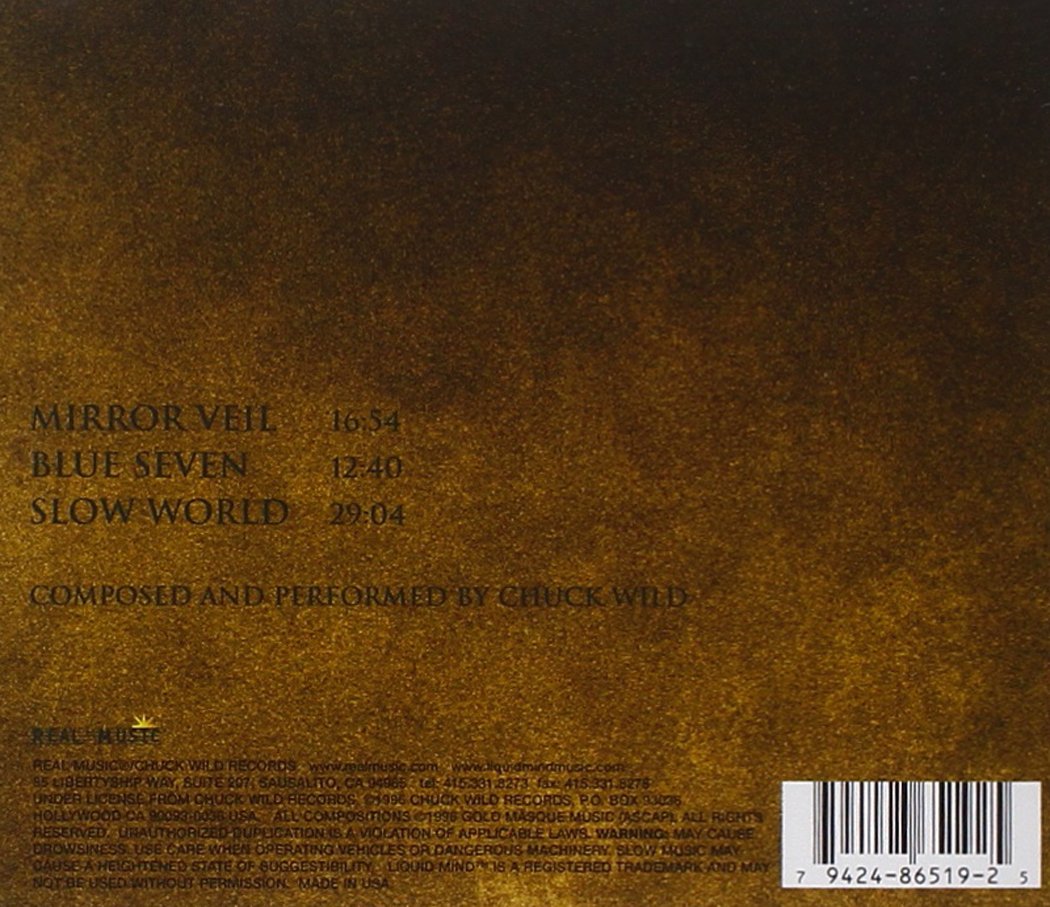 MIRROR VEIL 16:54
BLUE SEVEN 12:40
SLOW WORLD 29:04
COMPOSED AND PERFORMED BY CHUCK WILD
REAL MUSIC
REAL MUSIC®/CHUCK WILD RECORDS www.realmusic.com www.liquidmindmusic.com
85 LIBERTYSHIP WAY, SUITE 207, SAUSALITO, CA 94965 tel: 415.331.8273 fax: 415.331.8278
UNDER LICENSE FROM CHUCK WILD RECORDS, ©1996 CHUCK WILD RECORDS, P.O. BOX 93036
HOLLYWOOD CA 90093-0036 USA. ALL COMPOSITIONS ©1996 GOLD MASQUE MUSIC (ASCAP). ALL RIGHTS
RESERVED. UNAUTHORIZED DUPLICATION IS A VIOLATION OF APPLICABLE LAWS. WARNING: MAY CAUSE
DROWSINESS. USE CARE WHEN OPERATING VEHICLES OR DANGEROUS MACHINERY. SLOW MUSIC MAY
CAUSE A HEIGHTENED STATE OF SUGGESTIBILITY. LIQUID MIND™ IS A REGISTERED TRADEMARK AND MAY
NOT BE USED WITHOUT PERMISSION. MADE IN USA.
7 9424-86519-2 5